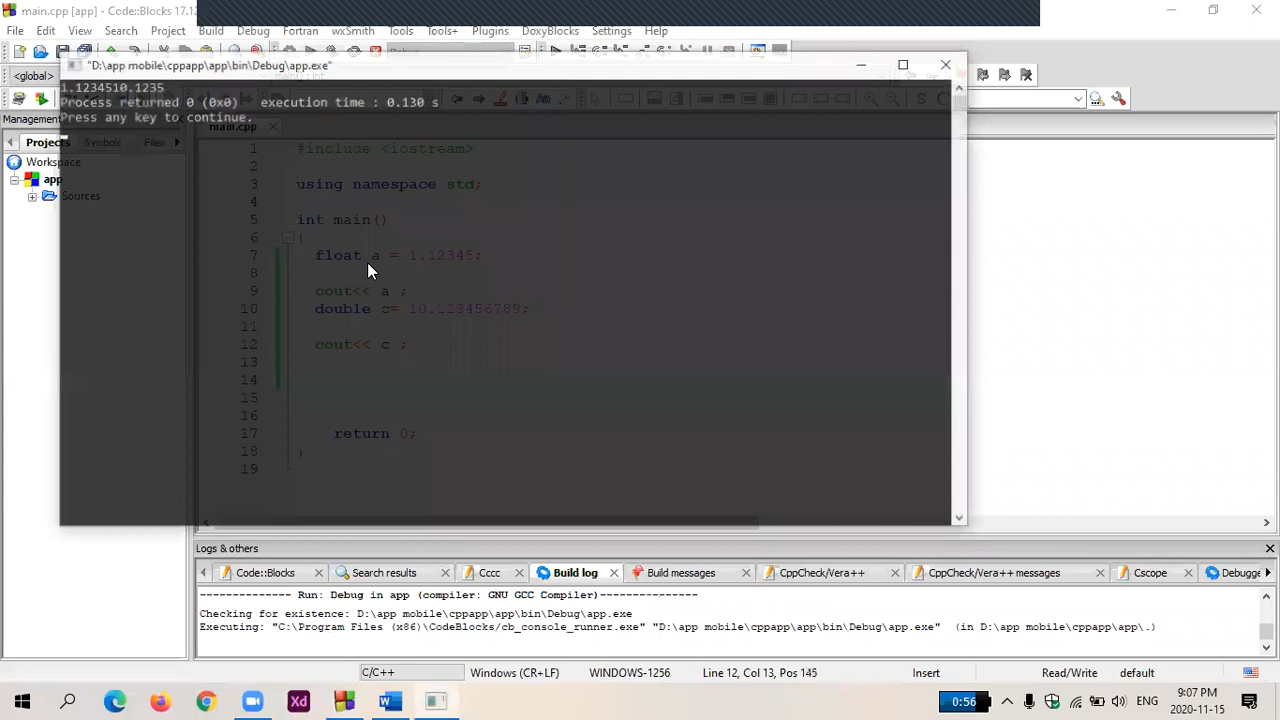 main.cpp [app] - Code::Blocks 17.12
File Edit View Search Project Build Debug Fortran wxSmith Tools Tools+ Plugins DoxyBlocks Settings Help
"D:\app mobile\cppapp\app\bin\Debug\app.exe"
<global>
1.1234510.1235
Process returned 0 (0x0)   execution time : 0.130 s
Press any key to continue.
Management
main.cpp
Projects Symbols Files
Workspace
app
Sources
1 #include <iostream>
2
3 using namespace std;
4
5 int main()
6 {
7 float a = 1.12345;
8
9 cout<< a ;
10 double c= 10.123456789;
11
12 cout<< c ;
13
14
15
16
17 return 0;
18 }
19
Logs & others
Code::Blocks Search results Cccc Build log Build messages CppCheck/Vera++ CppCheck/Vera++ messages Cscope Debugge
-------------- Run: Debug in app (compiler: GNU GCC Compiler)---------------
Checking for existence: D:\app mobile\cppapp\app\bin\Debug\app.exe
Executing: "C:\Program Files (x86)\CodeBlocks/cb_console_runner.exe" "D:\app mobile\cppapp\app\bin\Debug\app.exe"  (in D:\app mobile\cppapp\app\.)
C/C++ Windows (CR+LF) WINDOWS-1256 Line 12, Col 13, Pos 145 Insert Read/Write default
Xd 0:56 ENG 9:07 PM
2020-11-15